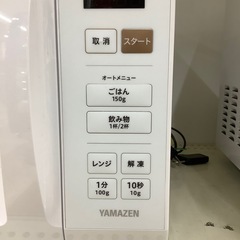 取消
スタート
オートメニュー
ごはん
150g
飲み物
1杯/2杯
レンジ
解凍
1分
100g
10秒
10g
YAMAZEN